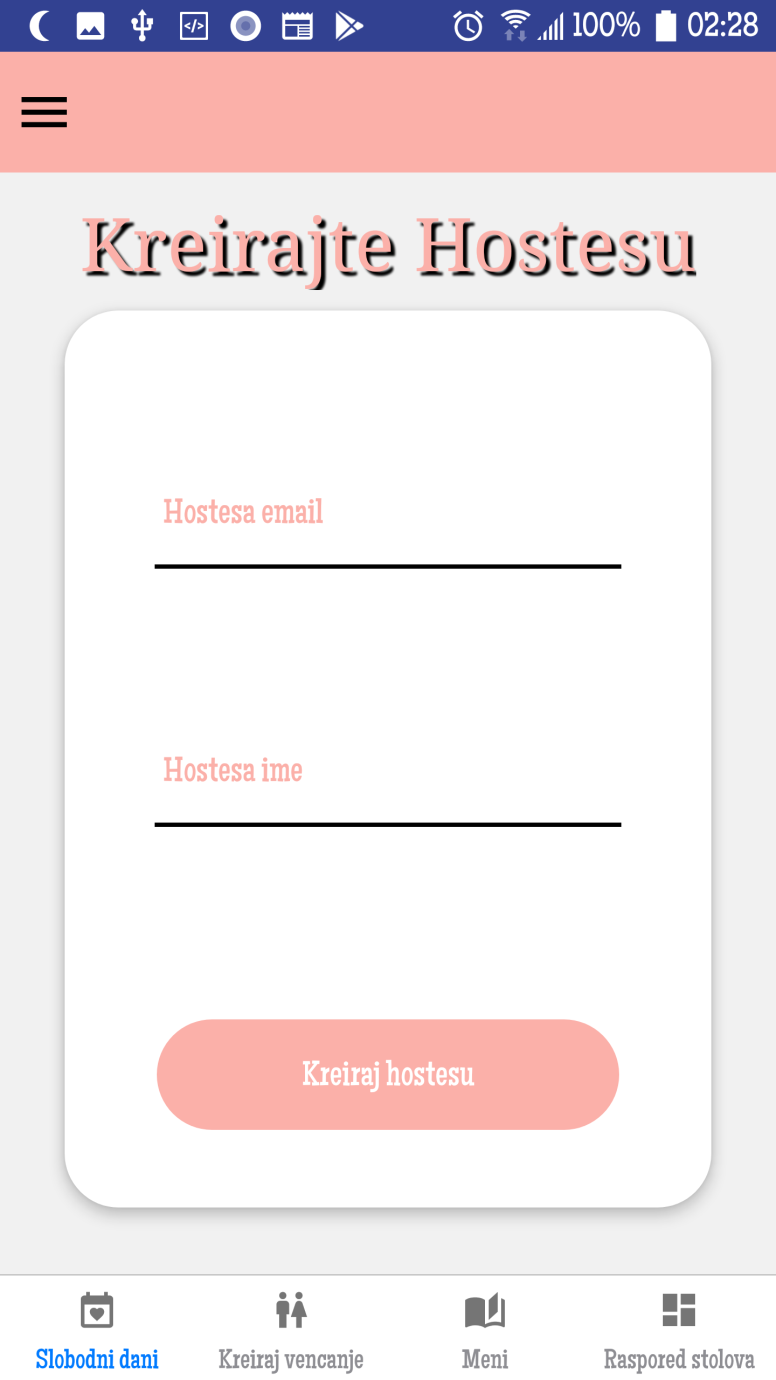 100% 02:28
Kreirajte Hostesu
Hostesa email
Hostesa ime
Kreiraj hostesu
Slobodni dani Kreiraj vencanje Meni Raspored stolova